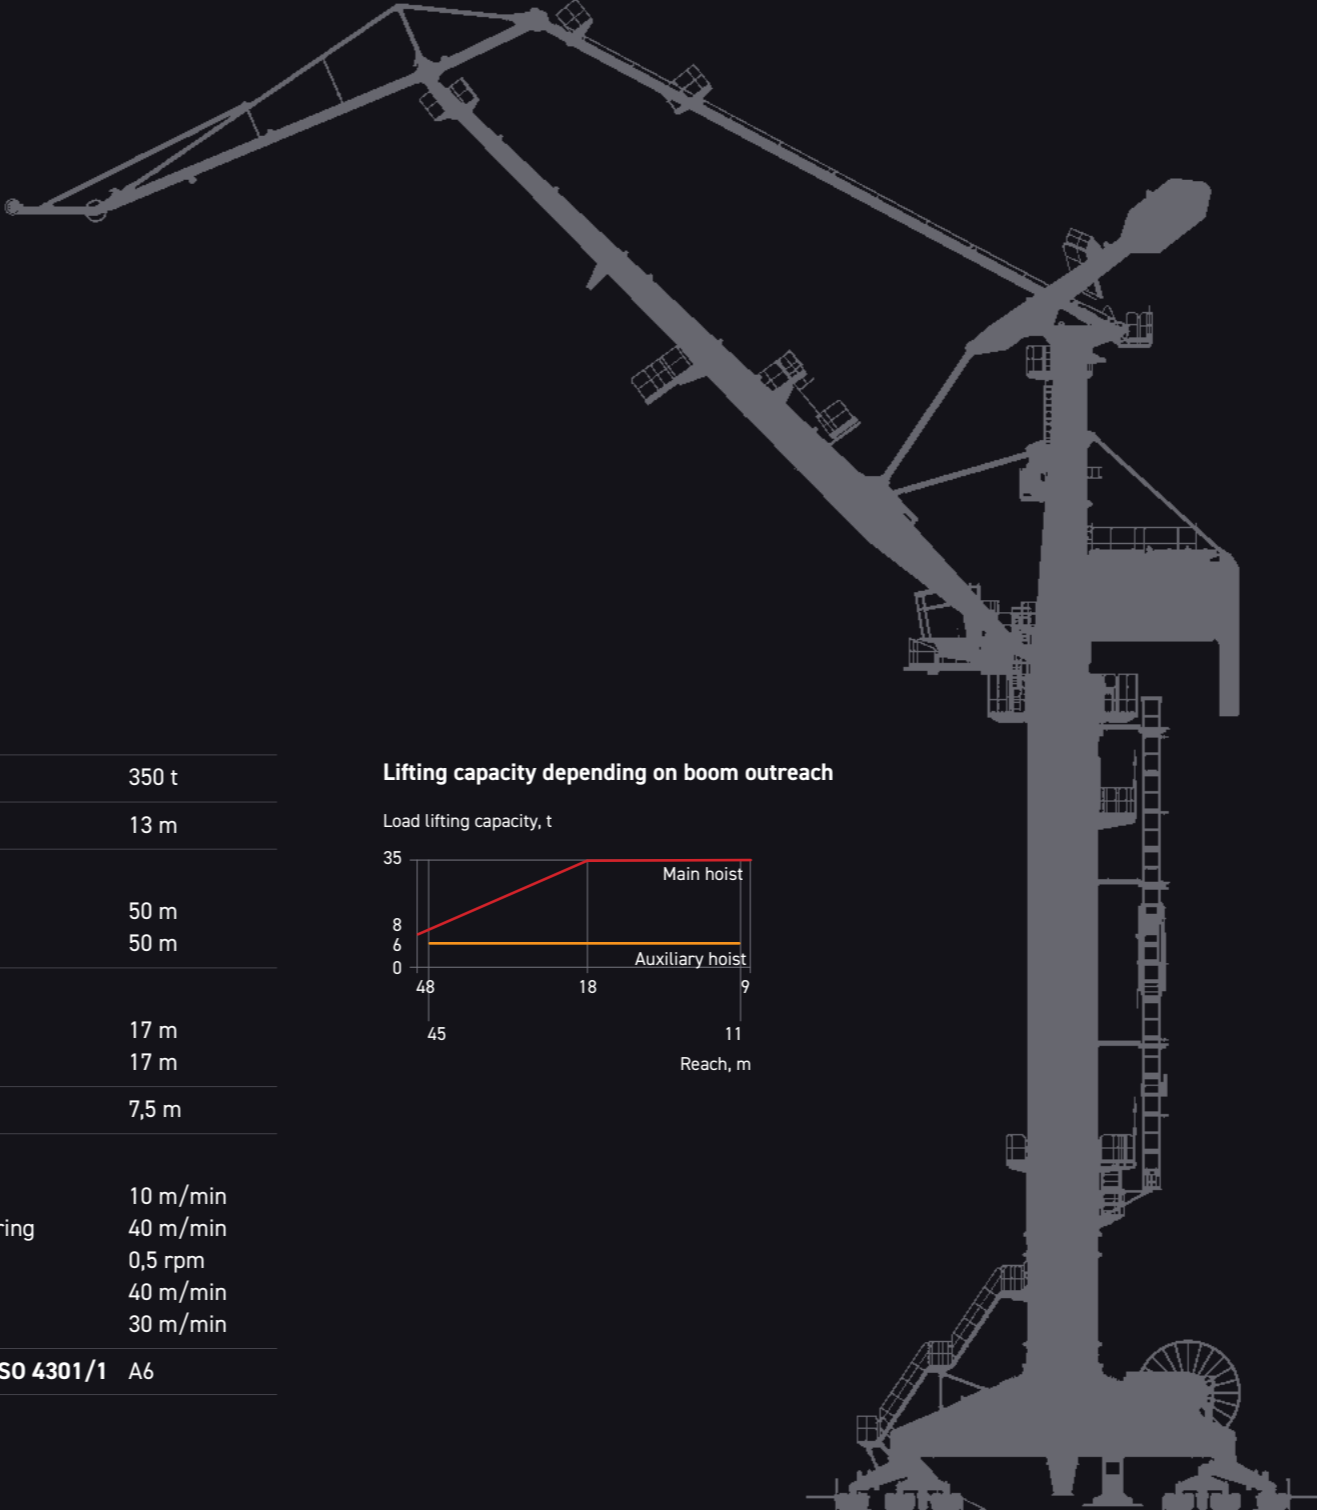 350 t
13 m
50 m
50 m
17 m
17 m
7,5 m
10 m/min
ring 40 m/min
0,5 rpm
40 m/min
30 m/min
SO 4301/1 A6
Lifting capacity depending on boom outreach
Load lifting capacity, t
35
Main hoist
8
6
Auxiliary hoist
0
48 18 9
45 11
Reach, m